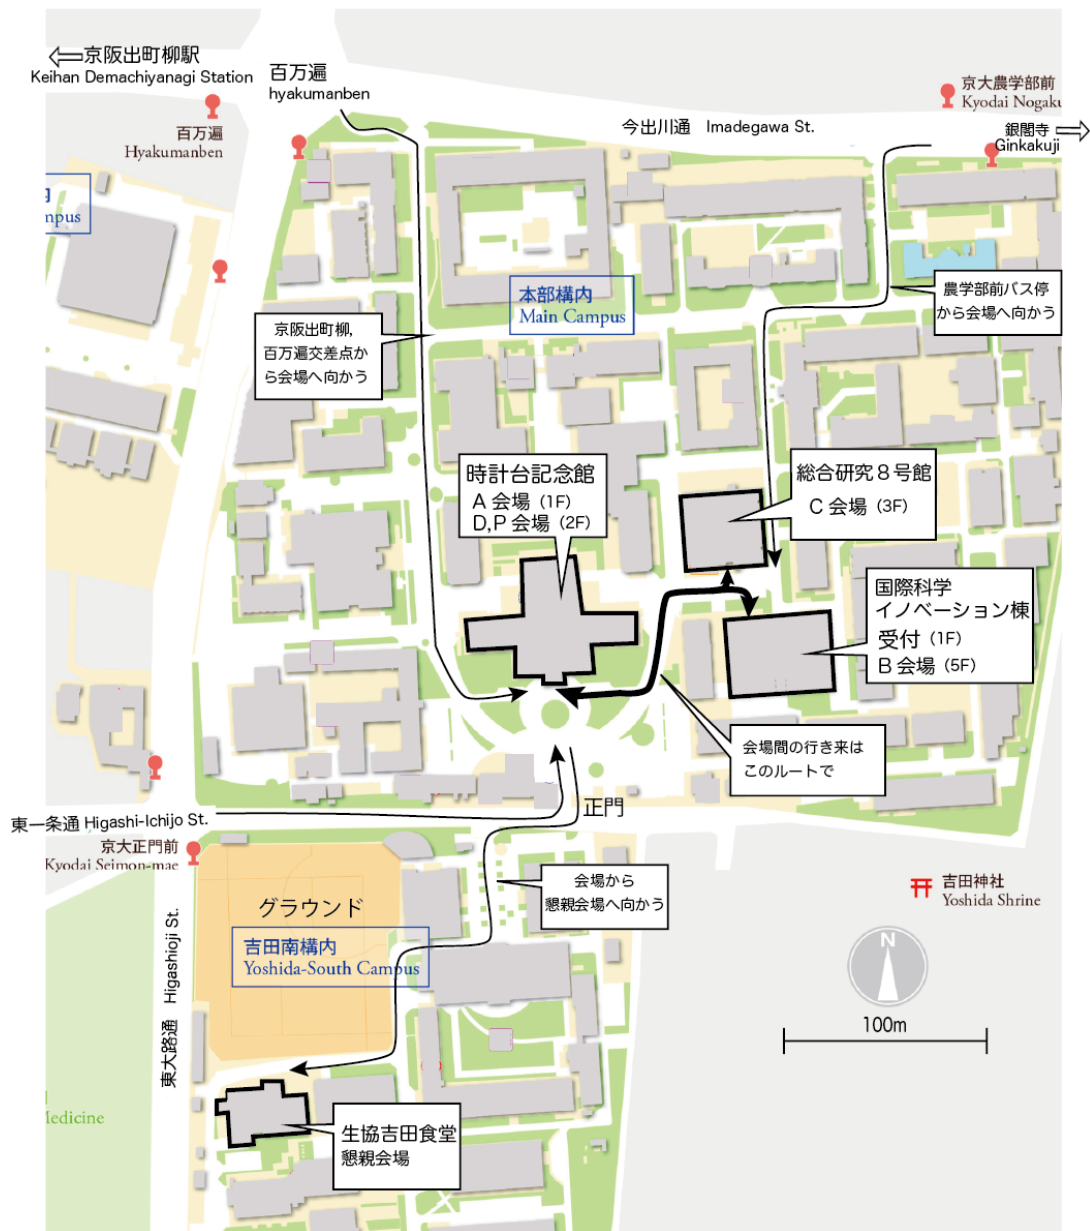 京阪出町柳駅
Keihan Demachiyanagi Station
百万遍
hyakumanben
京大農学部前
Kyodai Nogaku
百万遍
Hyakumanben
今出川通 Imadegawa St.
銀閣寺
Ginkakuji
内
mpus
本部構内
Main Campus
農学部前バス停
から会場へ向かう
京阪出町柳,
百万遍交差点か
ら会場へ向かう
時計台記念館
A 会場（1F）
D,P 会場（2F）
総合研究８号館
C 会場（3F）
国際科学
イノベーション棟
受付（1F）
B 会場（5F）
会場間の行き来は
このルートで
正門
東一条通 Higashi-Ichijo St.
京大正門前
Kyodai Seimon-mae
会場から
懇親会場へ向かう
吉田神社
Yoshida Shrine
グラウンド
吉田南構内
Yoshida-South Campus
東大路通 Higashioji St.
N
100m
Medicine
生協吉田食堂
懇親会場